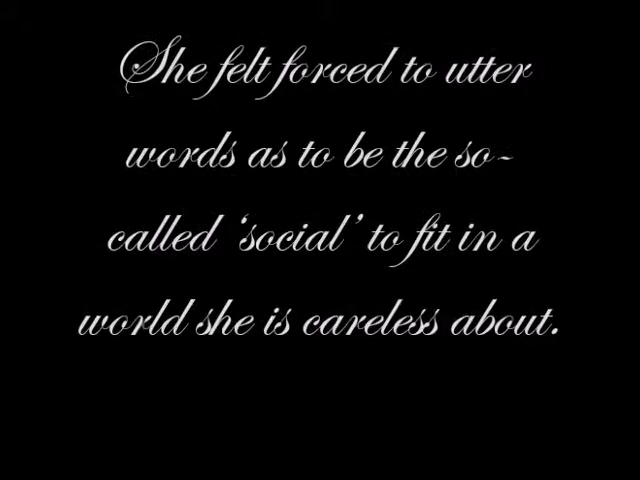 She felt forced to utter
words as to be the so-
called ‘social’ to fit in a
world she is careless about.